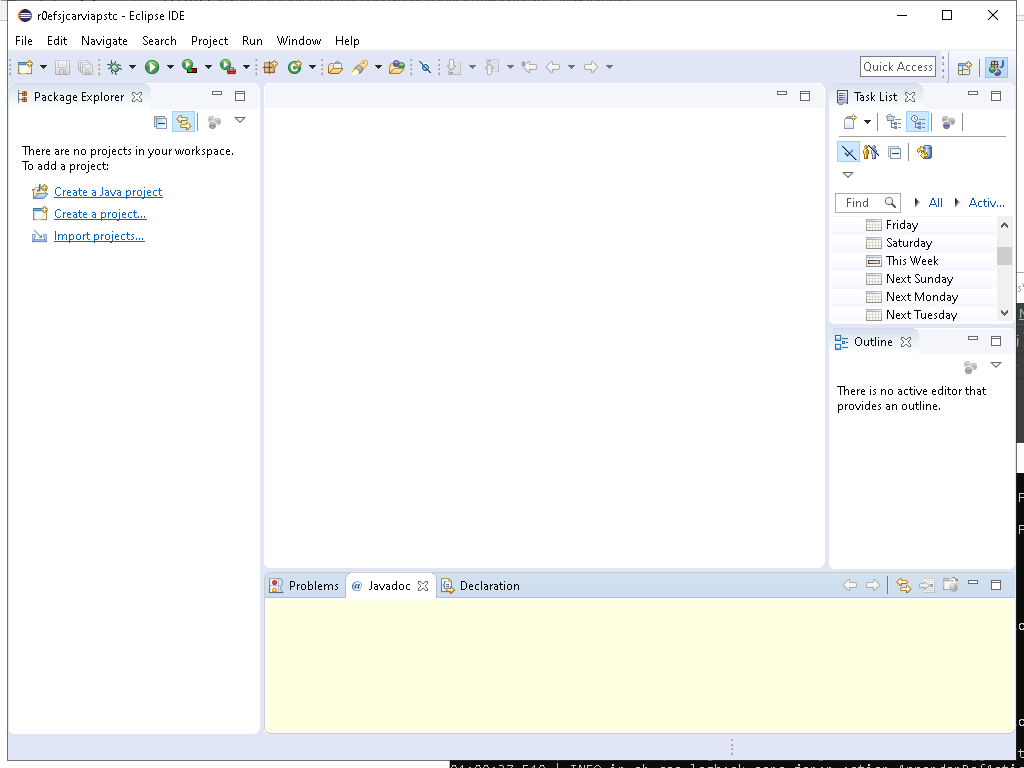 r0efsjcarviapstc - Eclipse IDE
File Edit Navigate Search Project Run Window Help
Quick Access
Package Explorer
There are no projects in your workspace.
To add a project:
Create a Java project
Create a project...
Import projects...
Task List
Find All Activ...
Friday
Saturday
This Week
Next Sunday
Next Monday
Next Tuesday
Outline
There is no active editor that
provides an outline.
Problems @ Javadoc Declaration